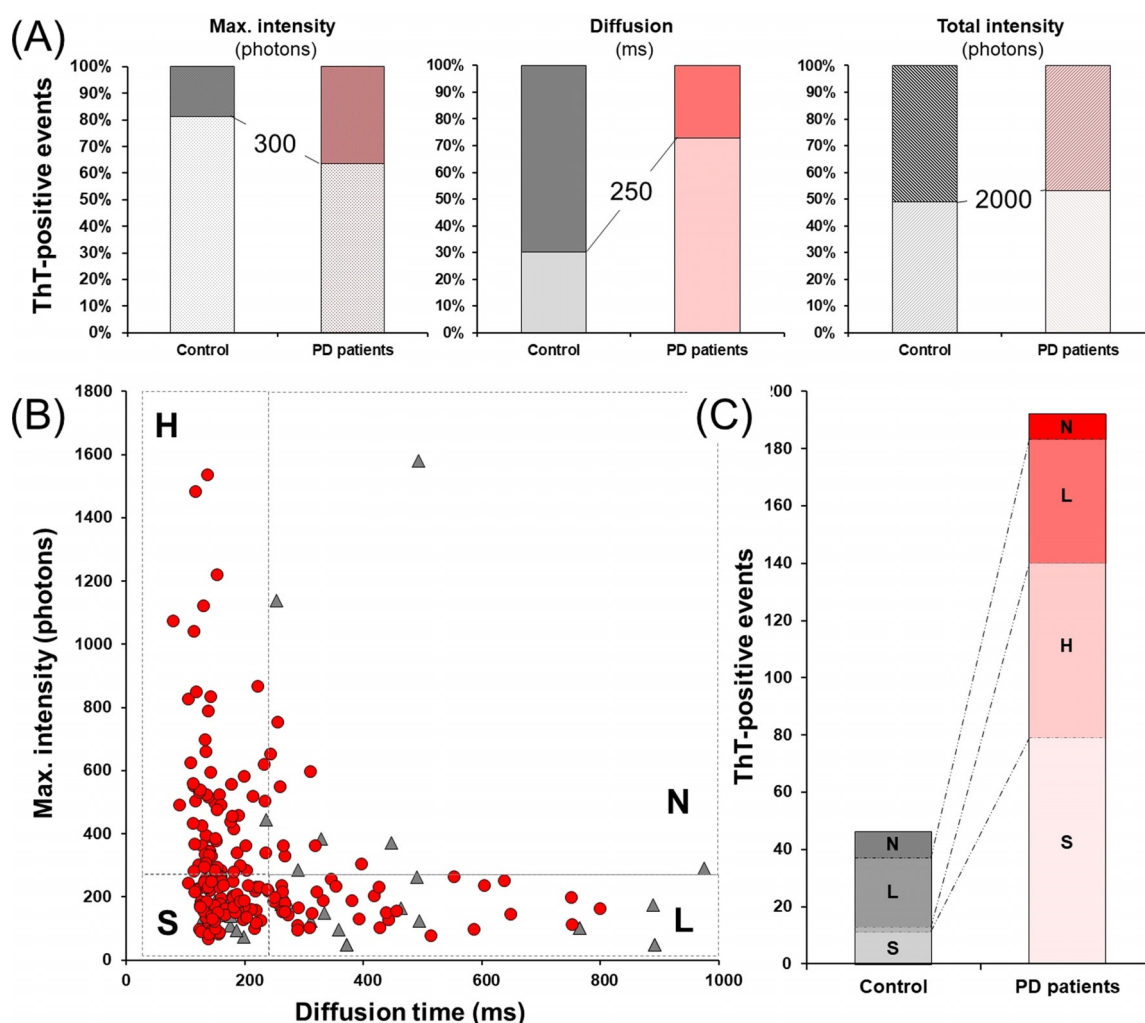 (A)
Max. intensity
(photons)
Diffusion
(ms)
Total intensity
(photons)
ThT-positive events
100%
90%
80%
70%
60%
50%
40%
30%
20%
10%
0%
300
Control
PD patients
100%
90%
80%
70%
60%
50%
40%
30%
20%
10%
0%
250
Control
PD patients
100%
90%
80%
70%
60%
50%
40%
30%
20%
10%
0%
2000
Control
PD patients
(B)
Max. intensity (photons)
1800
1600
1400
1200
1000
800
600
400
200
0
H
N
S
L
0
200
400
600
800
1000
Diffusion time (ms)
(C)
ThT-positive events
00
180
160
140
120
100
80
60
40
20
0
N
L
S
N
L
H
S
Control
PD patients